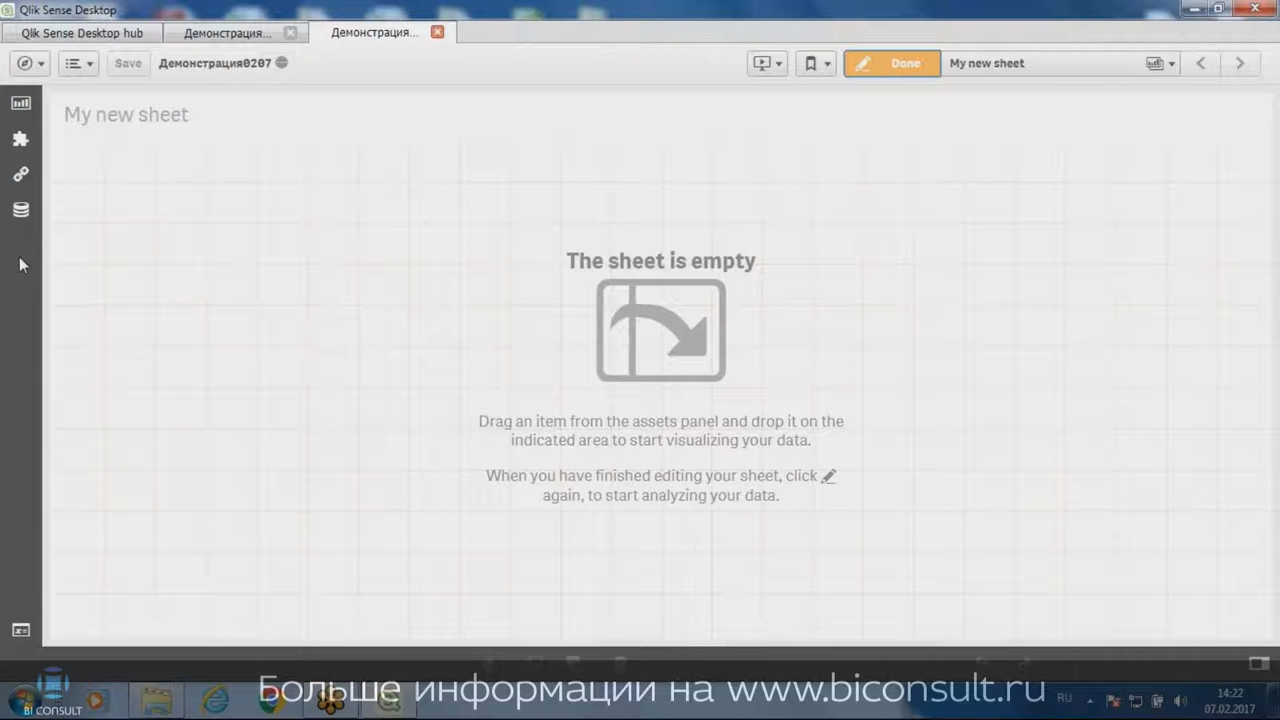 Qlik Sense Desktop
Qlik Sense Desktop hub
Демонстрация...
Демонстрация...
Save
Демонстрация0207
Done
My new sheet
My new sheet
The sheet is empty
Drag an item from the assets panel and drop it on the
indicated area to start visualizing your data.
When you have finished editing your sheet, click
again, to start analyzing your data.
Больше информации на www.biconsult.ru
BI CONSULT
RU
14:22
07.02.2017